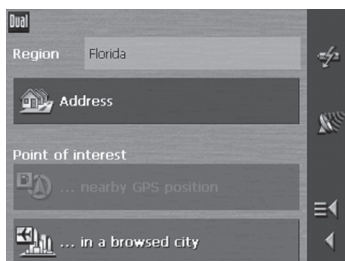 Dual
Region Florida
Address
Point of interest
... nearby GPS position
... in a browsed city